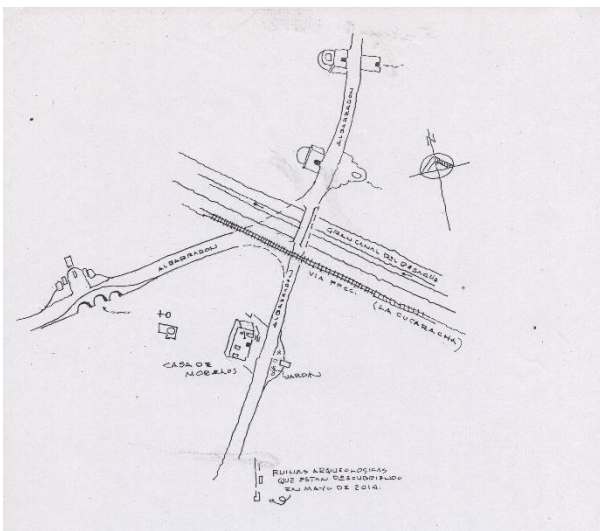 ALBARRADON
N
GRAN CANAL DEL DESAGUE
ALBARRADON
VIA FFCC.
(LA CUCARACHA)
ALBARRADON
CASA DE
MORELOS
JARDIN
RUINAS ARQUEOLOGICAS
QUE ESTAN DESCUBRIENDO
EN MAYO DE 2014.